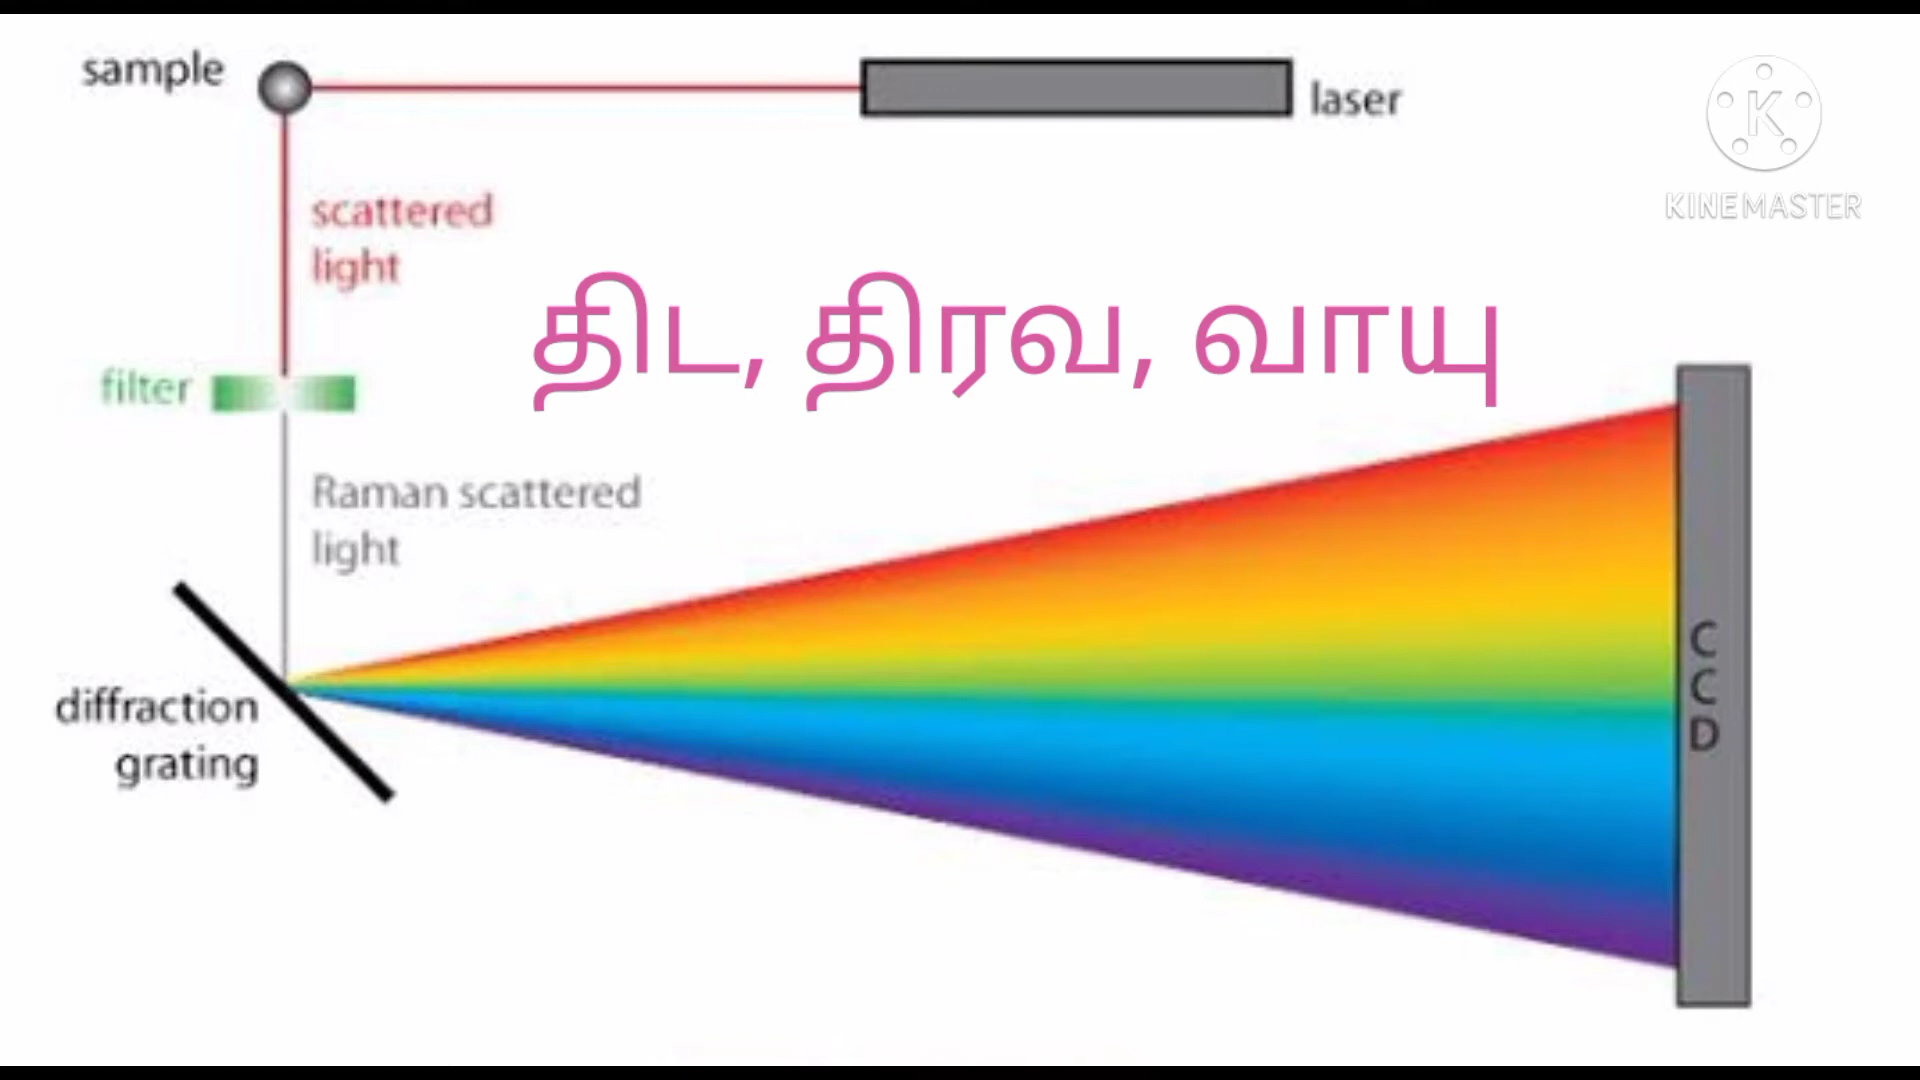 sample
laser
K
KINEMASTER
scattered
light
திட, திரவ, வாயு
filter
Raman scattered
light
diffraction
grating
C
C
D